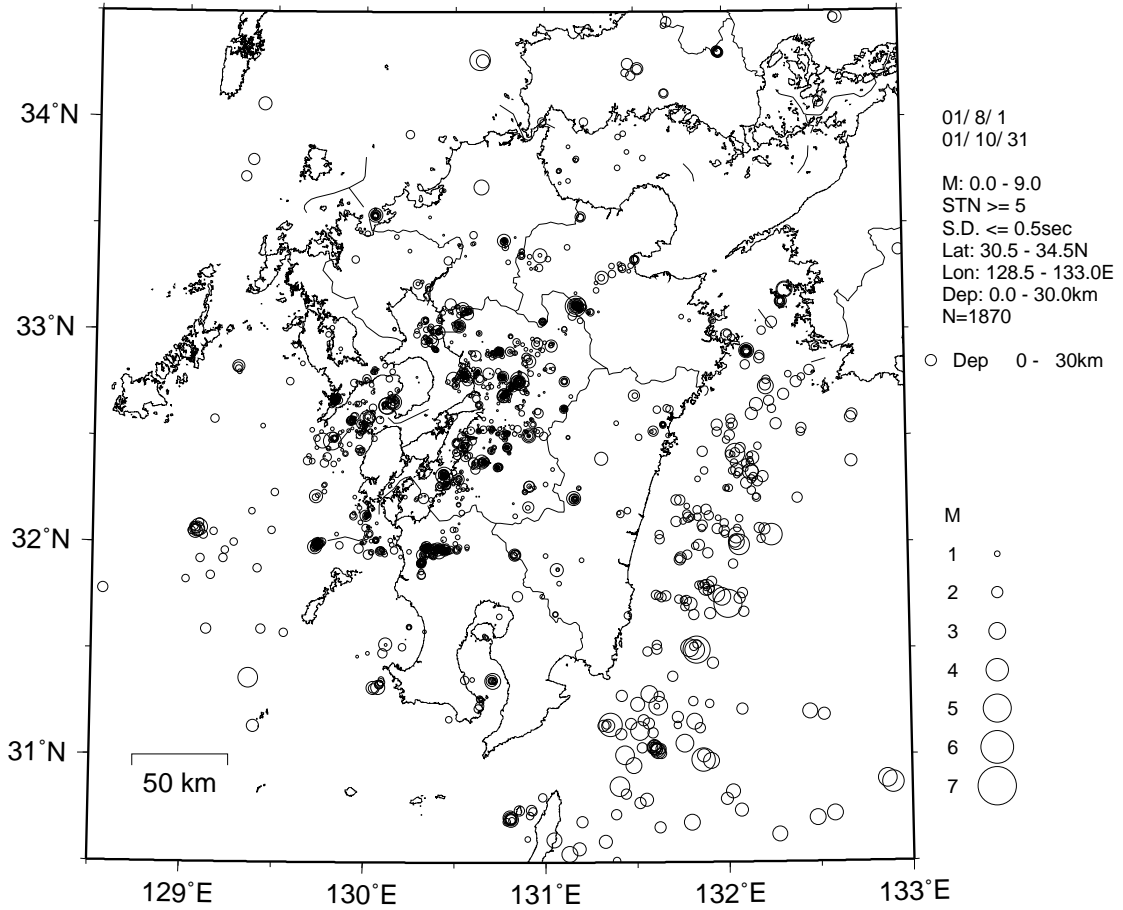 34°N
33°N
32°N
31°N
50 km
129°E
130°E
131°E
132°E
133°E
01/ 8/ 1
01/ 10/ 31
M: 0.0 - 9.0
STN >= 5
S.D. <= 0.5sec
Lat: 30.5 - 34.5N
Lon: 128.5 - 133.0E
Dep: 0.0 - 30.0km
N=1870
Dep 0 - 30km
M
1
2
3
4
5
6
7